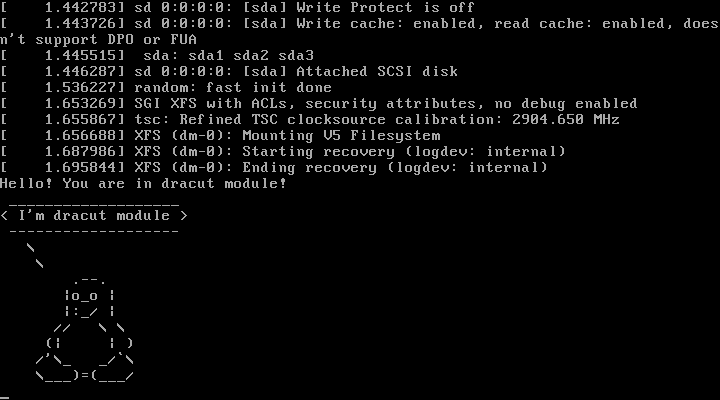 [    1.442783] sd 0:0:0:0: [sda] Write Protect is off
[    1.443726] sd 0:0:0:0: [sda] Write cache: enabled, read cache: enabled, does
n't support DPO or FUA
[    1.445515]  sda: sda1 sda2 sda3
[    1.446287] sd 0:0:0:0: [sda] Attached SCSI disk
[    1.536227] random: fast init done
[    1.653269] SGI XFS with ACLs, security attributes, no debug enabled
[    1.655867] tsc: Refined TSC clocksource calibration: 2904.650 MHz
[    1.656688] XFS (dm-0): Mounting V5 Filesystem
[    1.687986] XFS (dm-0): Starting recovery (logdev: internal)
[    1.695844] XFS (dm-0): Ending recovery (logdev: internal)
Hello! You are in dracut module!
 ___________________
< I'm dracut module >
 -------------------
   \
    \
        .--.
       |o_o |
       |:_/ |
      //   \ \
     (|     | )
    /'\_   _/`\
    \___)=(___/
_